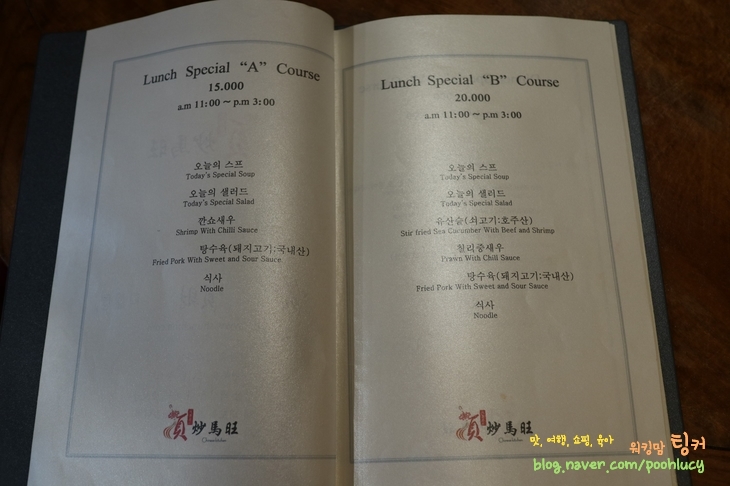 Lunch Special “A” Course
15.000
a.m 11:00 ~ p.m 3:00
오늘의 스프
Today's Special Soup
오늘의 샐러드
Today's Special Salad
깐쇼새우
Shrimp With Chilli Sauce
탕수육(돼지고기:국내산)
Fried Pork With Sweet and Sour Sauce
식사
Noodle
炒馬旺
Lunch Special “B” Course
20.000
a.m 11:00 ~ p.m 3:00
오늘의 스프
Today's Special Soup
오늘의 샐러드
Today's Special Salad
유산슬(쇠고기:호주산)
Stir fried Sea Cucumber With Beef and Shrimp
칠리중새우
Prawn With Chili Sauce
탕수육(돼지고기:국내산)
Fried Pork With Sweet and Sour Sauce
식사
Noodle
炒馬旺
맛, 여행, 쇼핑, 육아 워킹맘 팅커
blog.naver.com/poohlucy